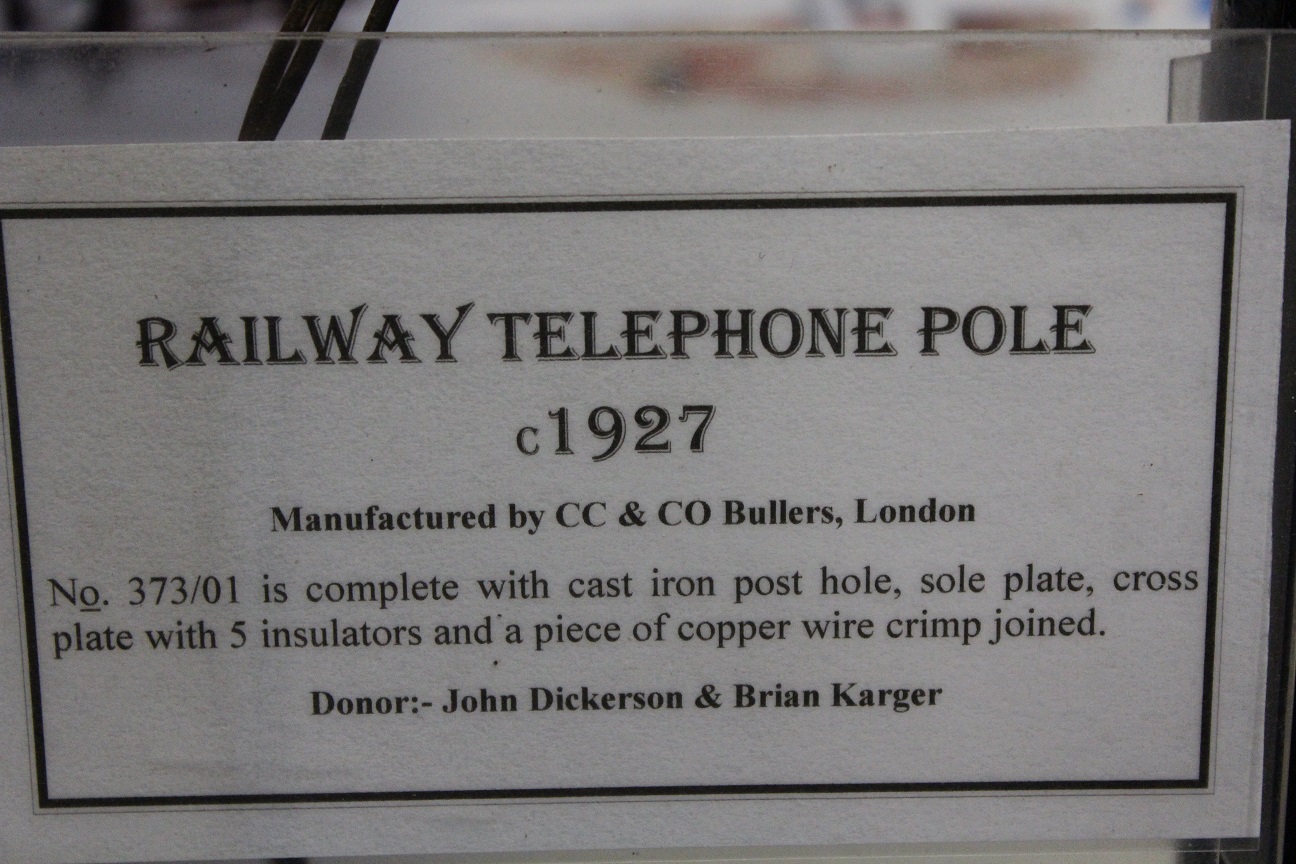 RAILWAY TELEPHONE POLE
c1927
Manufactured by CC & CO Bullers, London
No. 373/01 is complete with cast iron post hole, sole plate, cross
plate with 5 insulators and a piece of copper wire crimp joined.
Donor:- John Dickerson & Brian Karger